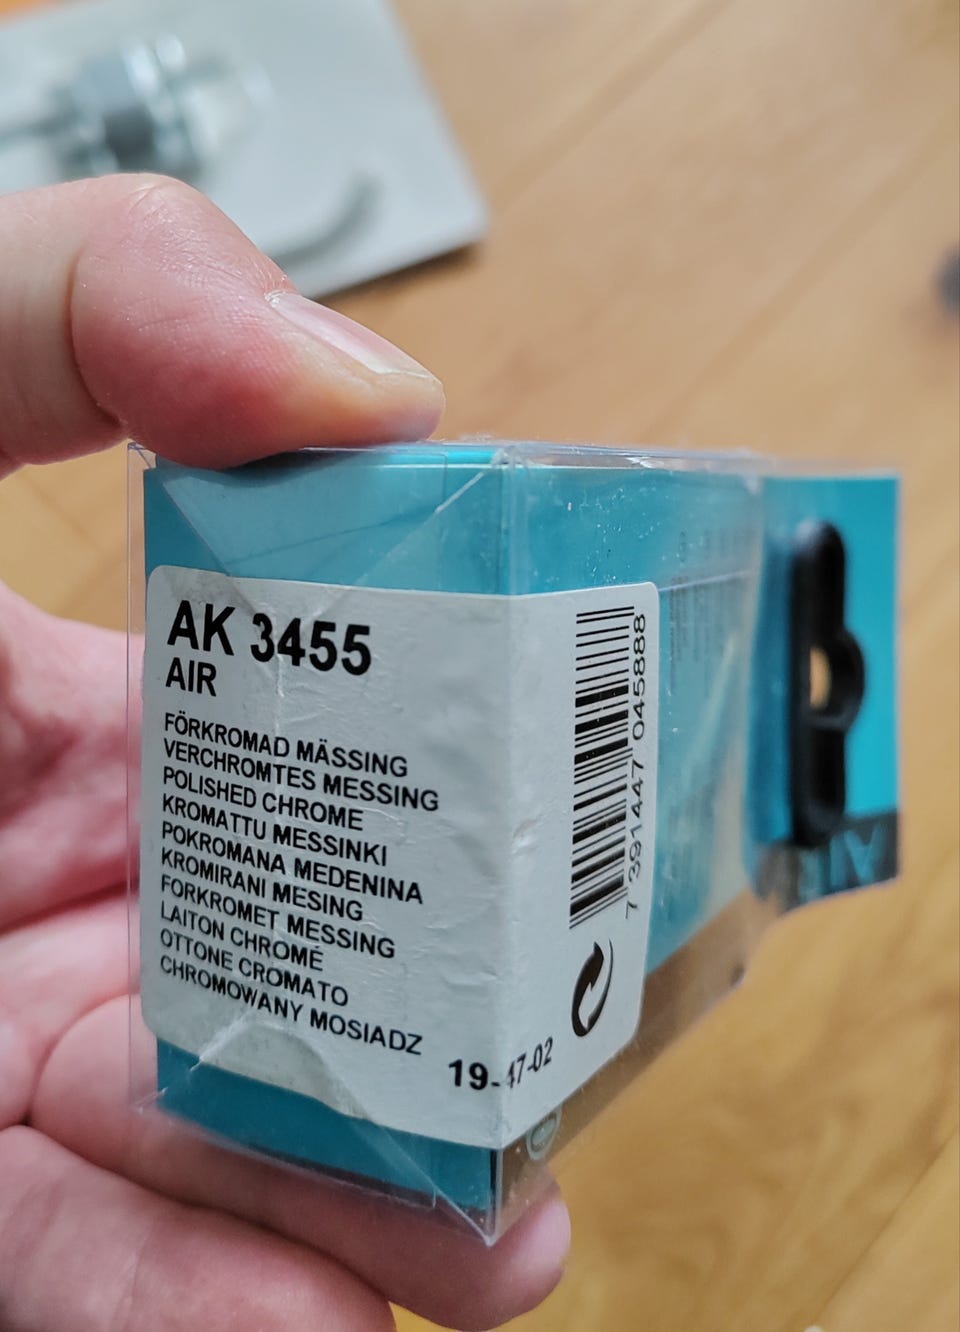 AK 3455
AIR
FÖRKROMAD MÄSSING
VERCHROMTES MESSING
POLISHED CHROME
KROMATTU MESSINKI
POKROMANA MEDENINA
KROMIRANI MESING
FORKROMET MESSING
LAITON CHROMÉ
OTTONE CROMATO
CHROMOWANY MOSIADZ
19-47-02
7 391447 045888
AIR